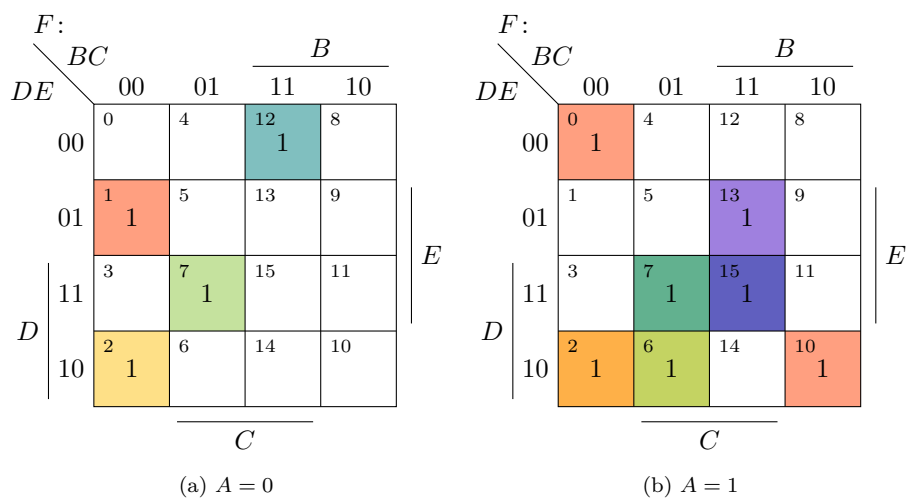 F: F:
BC B BC B
DE 00 01 11 10 DE 00 01 11 10
00 0 4 12 1 8 00 0 1 4 12 8
01 1 1 5 13 9 01 1 5 13 1 9
E E
11 3 7 1 15 11 11 3 7 1 15 1 11
D D
10 2 1 6 14 10 10 2 1 6 1 14 10 1
C C
(a) A = 0 (b) A = 1